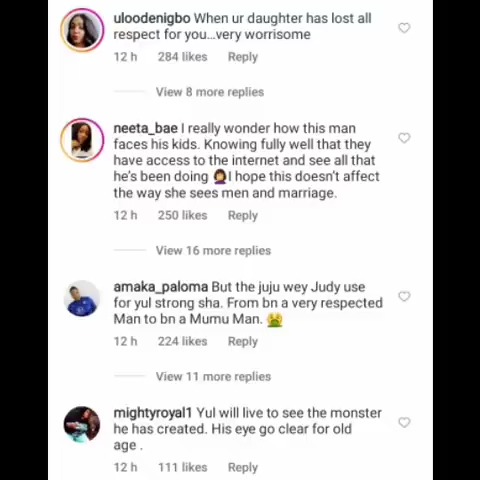 uloodenigbo When ur daughter has lost all
respect for you...very worrisome
12 h 284 likes Reply
View 8 more replies
neeta_bae I really wonder how this man
faces his kids. Knowing fully well that they
have access to the internet and see all that
he's been doing 🤦‍♀️I hope this doesn't affect
the way she sees men and marriage.
12 h 250 likes Reply
View 16 more replies
amaka_paloma But the juju wey Judy use
for yul strong sha. From bn a very respected
Man to bn a Mumu Man. 🤮
12 h 224 likes Reply
View 11 more replies
mightyroyal1 Yul will live to see the monster
he has created. His eye go clear for old
age .
12 h 111 likes Reply